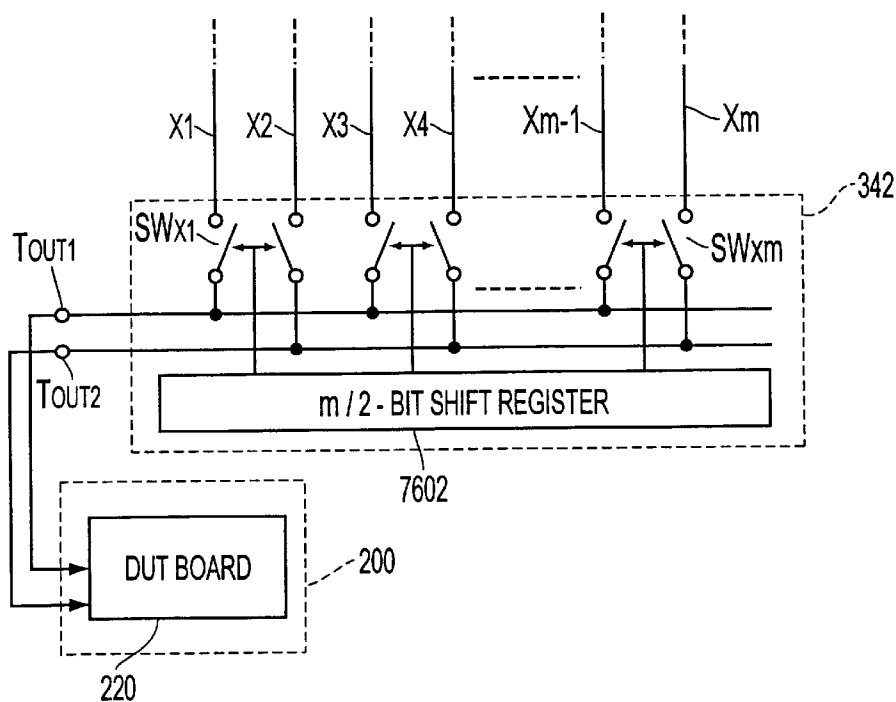 X1 X2 X3 X4 Xm-1 Xm
342
SWX1 SWXm
TOUT1
TOUT2
m / 2 - BIT SHIFT REGISTER
7602
DUT BOARD
200
220